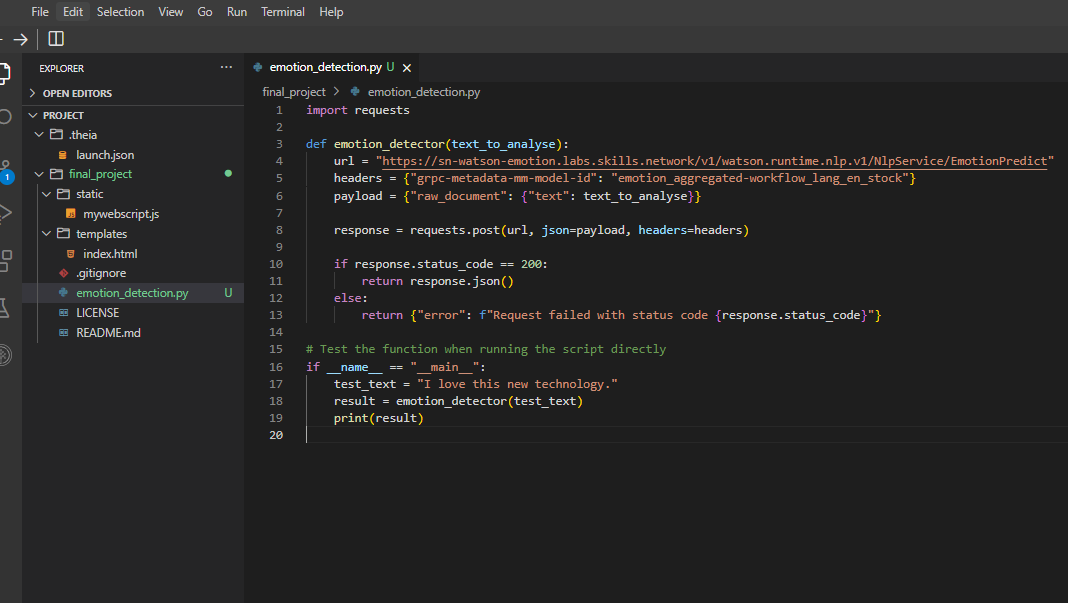 File Edit Selection View Go Run Terminal Help
EXPLORER ...
OPEN EDITORS
PROJECT
.theia
launch.json
final_project
static
mywebscript.js
templates
index.html
.gitignore
emotion_detection.py U
LICENSE
README.md
1
emotion_detection.py U
final_project > emotion_detection.py
1 import requests
2
3 def emotion_detector(text_to_analyse):
4     url = "https://sn-watson-emotion.labs.skills.network/v1/watson.runtime.nlp.v1/NlpService/EmotionPredict"
5     headers = {"grpc-metadata-mm-model-id": "emotion_aggregated-workflow_lang_en_stock"}
6     payload = {"raw_document": {"text": text_to_analyse}}
7
8     response = requests.post(url, json=payload, headers=headers)
9
10     if response.status_code == 200:
11         return response.json()
12     else:
13         return {"error": f"Request failed with status code {response.status_code}"}
14
15 # Test the function when running the script directly
16 if __name__ == "__main__":
17     test_text = "I love this new technology."
18     result = emotion_detector(test_text)
19     print(result)
20